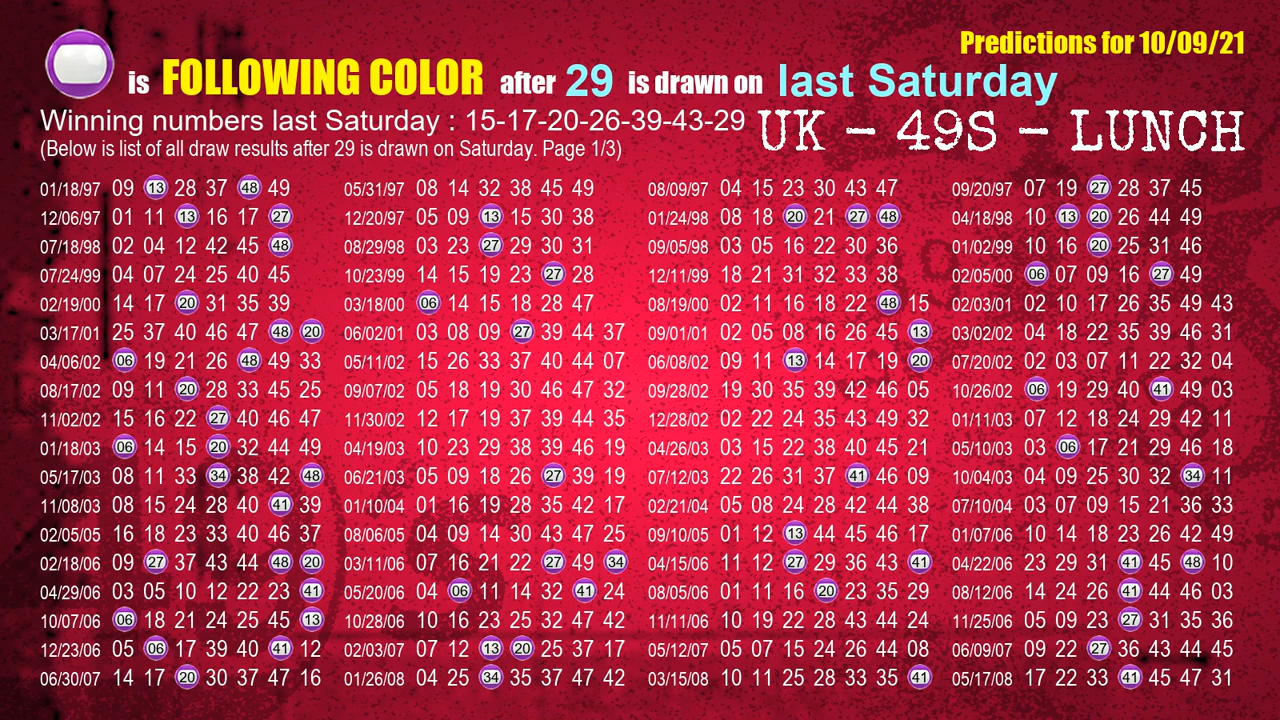 Predictions for 10/09/21
is FOLLOWING COLOR after 29 is drawn on last Saturday
Winning numbers last Saturday : 15-17-20-26-39-43-29 UK - 49S - LUNCH
(Below is list of all draw results after 29 is drawn on Saturday. Page 1/3)
01/18/97 09 13 28 37 48 49 05/31/97 08 14 32 38 45 49 08/09/97 04 15 23 30 43 47 09/20/97 07 19 27 28 37 45
12/06/97 01 11 13 16 17 27 12/20/97 05 09 13 15 30 38 01/24/98 08 18 20 21 27 48 04/18/98 10 13 20 26 44 49
07/18/98 02 04 12 42 45 48 08/29/98 03 23 27 29 30 31 09/05/98 03 05 16 22 30 36 01/02/99 10 16 20 25 31 46
07/24/99 04 07 24 25 40 45 10/23/99 14 15 19 23 27 28 12/11/99 18 21 31 32 33 38 02/05/00 06 07 09 16 27 49
02/19/00 14 17 20 31 35 39 03/18/00 06 14 15 18 28 47 08/19/00 02 11 16 18 22 48 15 02/03/01 02 10 17 26 35 49 43
03/17/01 25 37 40 46 47 48 20 06/02/01 03 08 09 27 39 44 37 09/01/01 02 05 08 16 26 45 13 03/02/02 04 18 22 35 39 46 31
04/06/02 06 19 21 26 48 49 33 05/11/02 15 26 33 37 40 44 07 06/08/02 09 11 13 14 17 19 20 07/20/02 02 03 07 11 22 32 04
08/17/02 09 11 20 28 33 45 25 09/07/02 05 18 19 30 46 47 32 09/28/02 19 30 35 39 42 46 05 10/26/02 06 19 29 40 41 49 03
11/02/02 15 16 22 27 40 46 47 11/30/02 12 17 19 37 39 44 35 12/28/02 02 22 24 35 43 49 32 01/11/03 07 12 18 24 29 42 11
01/18/03 06 14 15 20 32 44 49 04/19/03 10 23 29 38 39 46 19 04/26/03 03 15 22 38 40 45 21 05/10/03 03 06 17 21 29 46 18
05/17/03 08 11 33 34 38 42 48 06/21/03 05 09 18 26 27 39 19 07/12/03 22 26 31 37 41 46 09 10/04/03 04 09 25 30 32 34 11
11/08/03 08 15 24 28 40 41 39 01/10/04 01 16 19 28 35 42 17 02/21/04 05 08 24 28 42 44 38 07/10/04 03 07 09 15 21 36 33
02/05/05 16 18 23 33 40 46 37 08/06/05 04 09 14 30 43 47 25 09/10/05 01 12 13 44 45 46 17 01/07/06 10 14 18 23 26 42 49
02/18/06 09 27 37 43 44 48 20 03/11/06 07 16 21 22 27 49 34 04/15/06 11 12 27 29 36 43 41 04/22/06 23 29 31 41 45 48 10
04/29/06 03 05 10 12 22 23 41 05/20/06 04 06 11 14 32 41 24 08/05/06 01 11 16 20 23 35 29 08/12/06 14 24 26 41 44 46 03
10/07/06 06 18 21 24 25 45 13 10/28/06 10 16 23 25 32 47 42 11/11/06 10 19 22 28 43 44 24 11/25/06 05 09 23 27 31 35 36
12/23/06 05 06 17 39 40 41 12 02/03/07 07 12 13 20 25 37 17 05/12/07 05 07 15 24 26 44 08 06/09/07 09 22 27 36 43 44 45
06/30/07 14 17 20 30 37 47 16 01/26/08 04 25 34 35 37 47 42 03/15/08 10 11 25 28 33 35 41 05/17/08 17 22 33 41 45 47 31